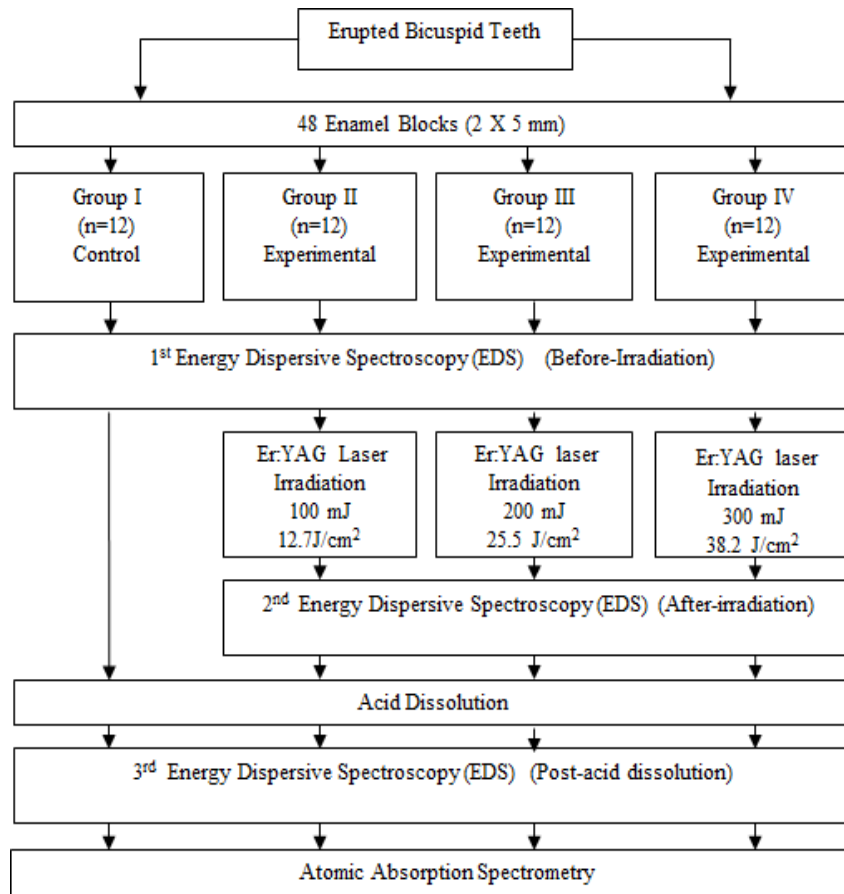 Erupted Bicuspid Teeth
48 Enamel Blocks (2 X 5 mm)
Group I
(n=12)
Control
Group II
(n=12)
Experimental
Group III
(n=12)
Experimental
Group IV
(n=12)
Experimental
1st Energy Dispersive Spectroscopy (EDS) (Before-Irradiation)
Er:YAG Laser
Irradiation
100 mJ
12.7J/cm2
Er:YAG laser
Irradiation
200 mJ
25.5 J/cm2
Er:YAG laser
Irradiation
300 mJ
38.2 J/cm2
2nd Energy Dispersive Spectroscopy (EDS) (After-irradiation)
Acid Dissolution
3rd Energy Dispersive Spectroscopy (EDS) (Post-acid dissolution)
Atomic Absorption Spectrometry